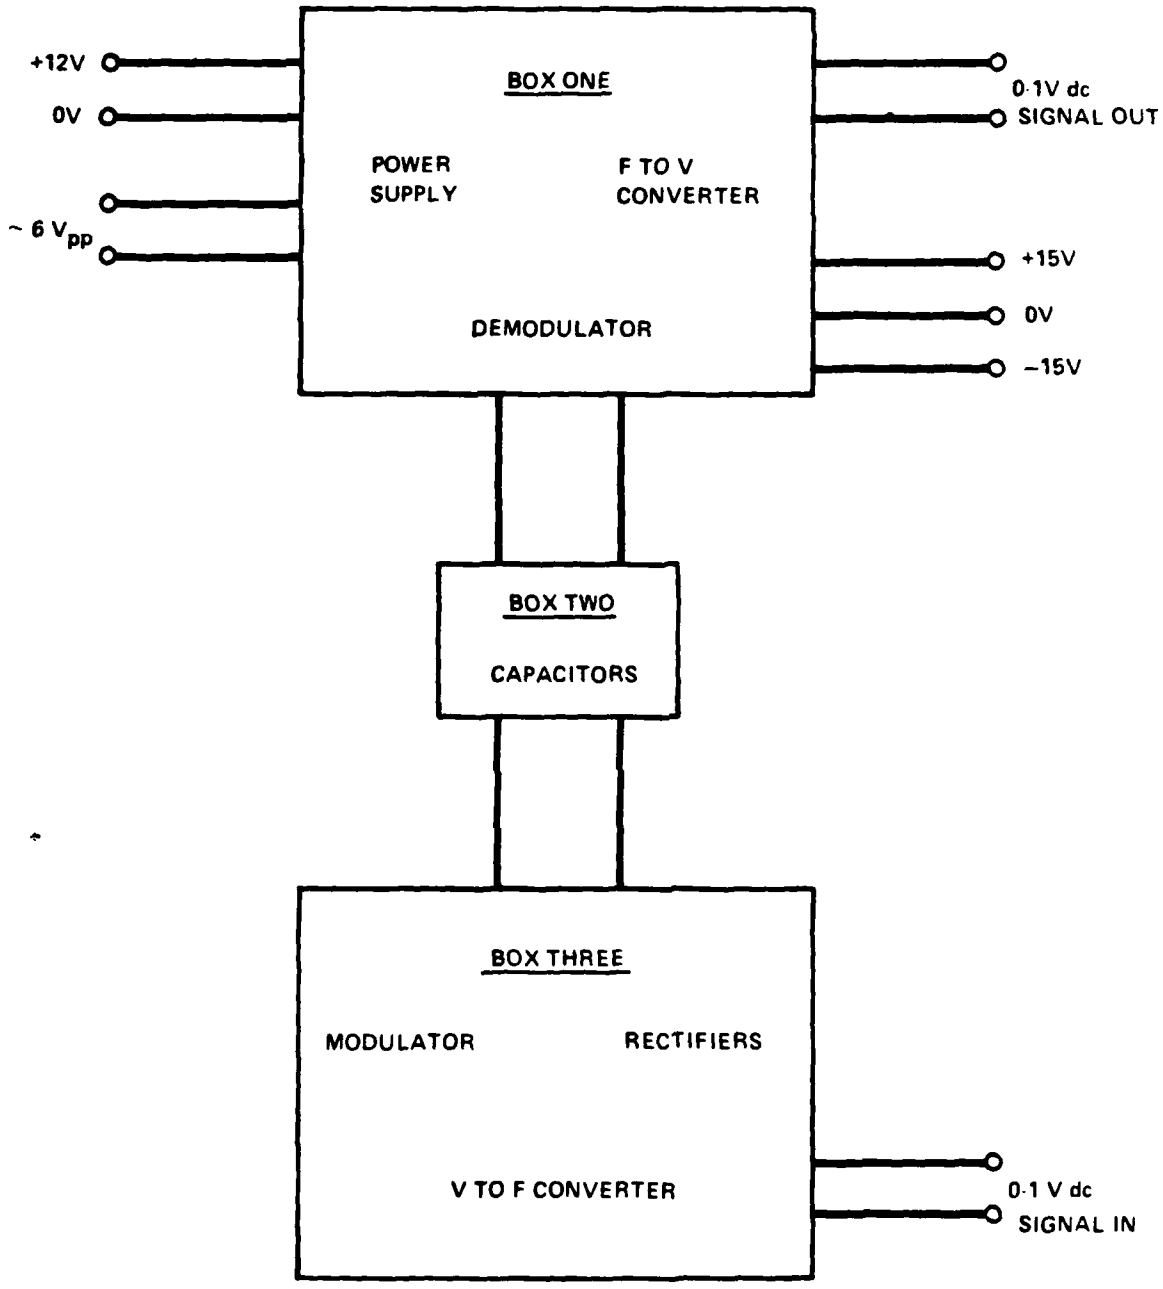 +12V
0V
~ 6 Vpp
BOX ONE
POWER
SUPPLY
F TO V
CONVERTER
DEMODULATOR
0·1V dc
SIGNAL OUT
+15V
0V
−15V
BOX TWO
CAPACITORS
BOX THREE
MODULATOR
RECTIFIERS
V TO F CONVERTER
0·1 V dc
SIGNAL IN